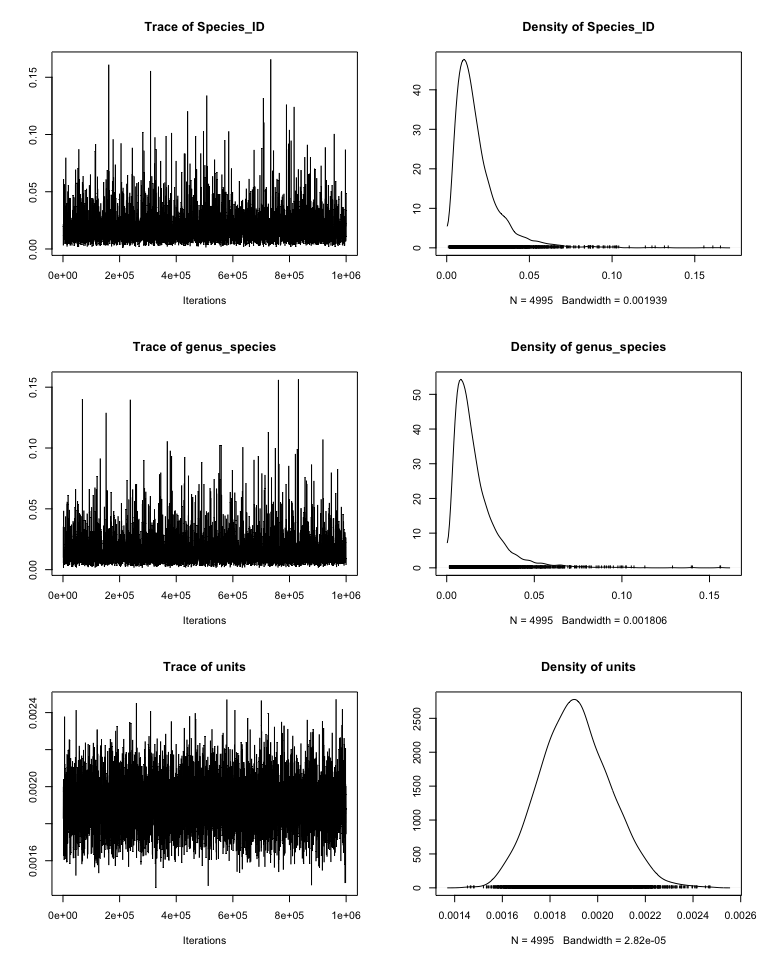 Trace of Species_ID
0.00 0.05 0.10 0.15
0e+00 2e+05 4e+05 6e+05 8e+05 1e+06
Iterations
Density of Species_ID
0 10 20 30 40
0.00 0.05 0.10 0.15
N = 4995 Bandwidth = 0.001939
Trace of genus_species
0.00 0.05 0.10 0.15
0e+00 2e+05 4e+05 6e+05 8e+05 1e+06
Iterations
Density of genus_species
0 10 20 30 40 50
0.00 0.05 0.10 0.15
N = 4995 Bandwidth = 0.001806
Trace of units
0.0016 0.0020 0.0024
0e+00 2e+05 4e+05 6e+05 8e+05 1e+06
Iterations
Density of units
0 500 1000 1500 2000 2500
0.0014 0.0016 0.0018 0.0020 0.0022 0.0024 0.0026
N = 4995 Bandwidth = 2.82e-05